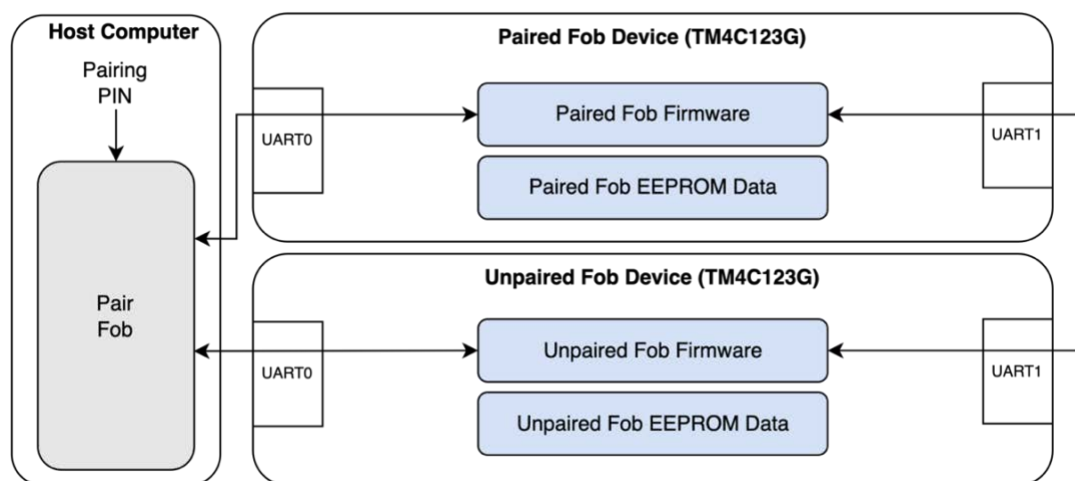 Host Computer
Pairing
PIN
Pair
Fob
Paired Fob Device (TM4C123G)
UART0
Paired Fob Firmware
Paired Fob EEPROM Data
UART1
Unpaired Fob Device (TM4C123G)
UART0
Unpaired Fob Firmware
Unpaired Fob EEPROM Data
UART1